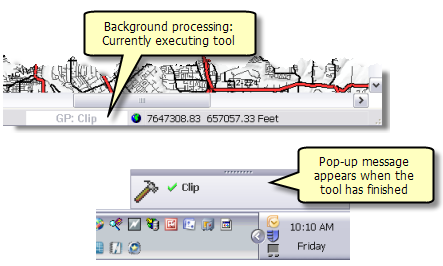 Background processing:
Currently executing tool
GP: Clip
7647308.83 657057.33 Feet
Pop-up message
appears when the
tool has finished
Clip
10:10 AM
Friday